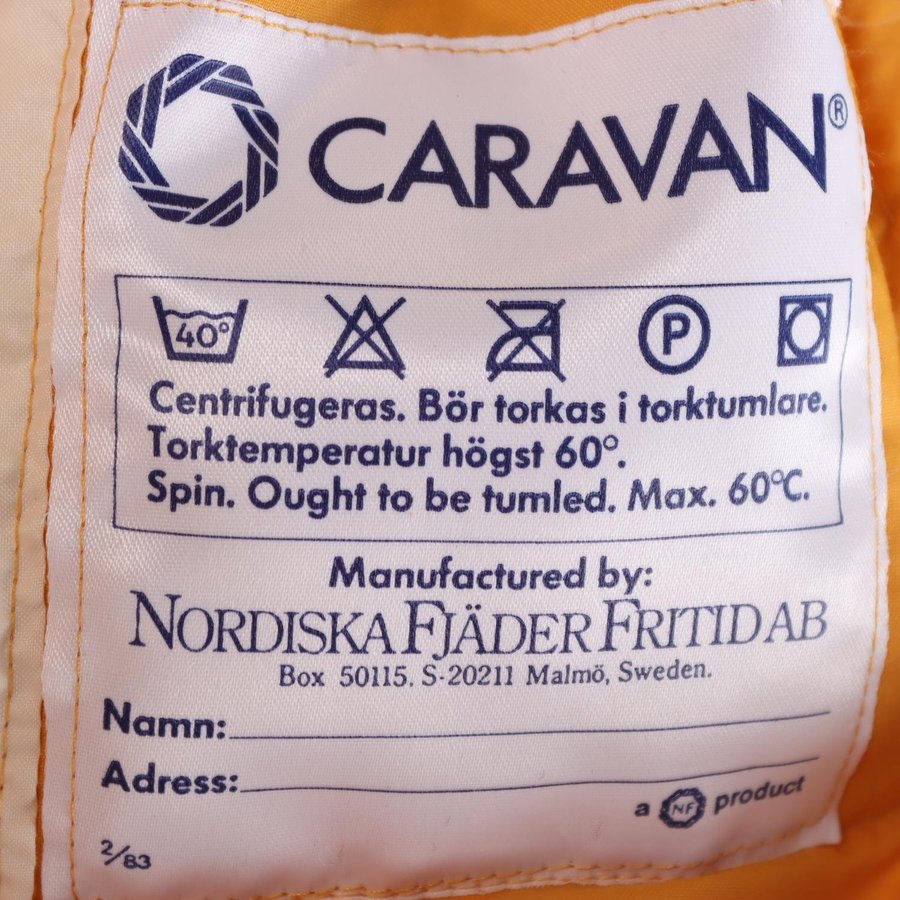 CARAVAN®
40°
P
Centrifugeras. Bör torkas i torktumlare.
Torktemperatur högst 60°.
Spin. Ought to be tumled. Max. 60°C.
Manufactured by:
NORDISKA FJÄDER FRITID AB
Box 50115. S-20211 Malmö, Sweden.
Namn:
Adress:
a NF product
2/83